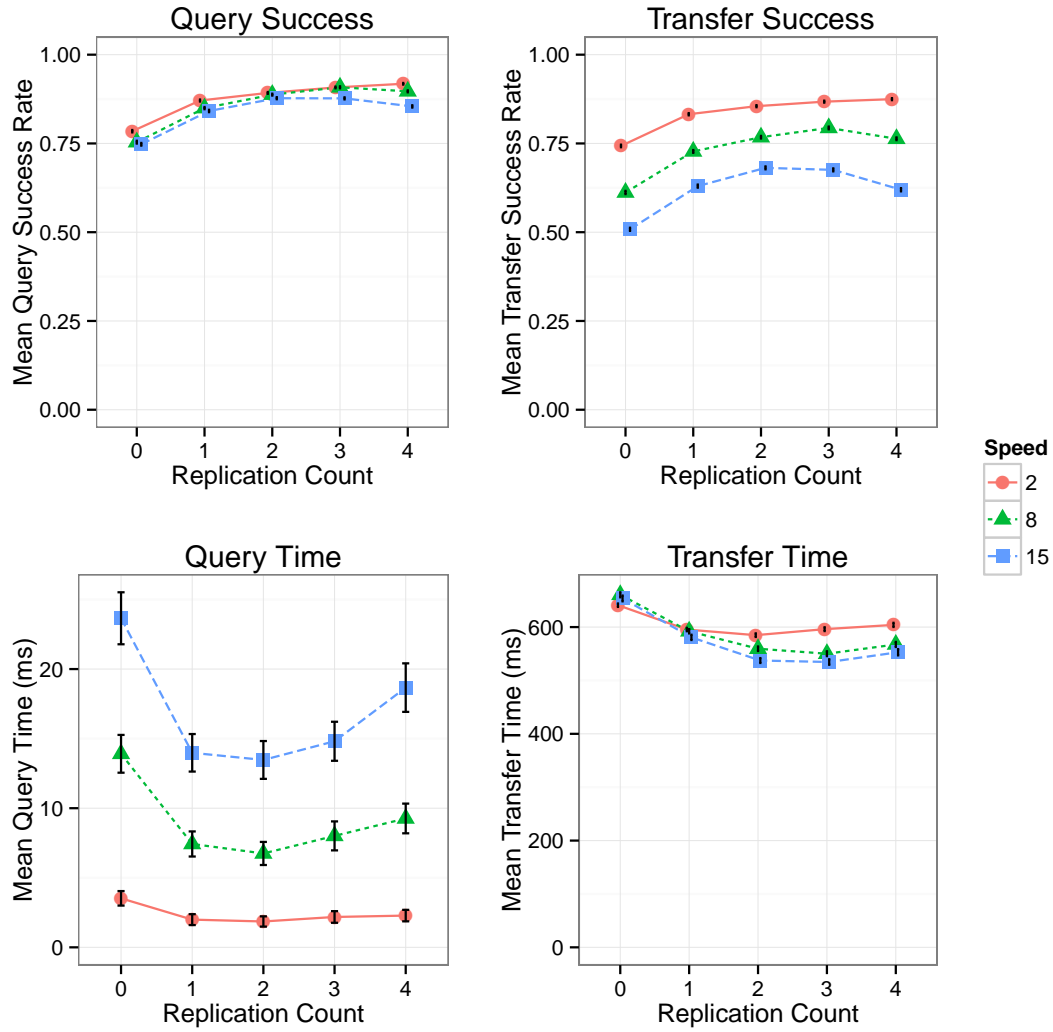 Query Success
Mean Query Success Rate
1.00
0.75
0.50
0.25
0.00
0 1 2 3 4
Replication Count
Transfer Success
Mean Transfer Success Rate
1.00
0.75
0.50
0.25
0.00
0 1 2 3 4
Replication Count
Speed
2
8
15
Query Time
Mean Query Time (ms)
20
10
0
0 1 2 3 4
Replication Count
Transfer Time
Mean Transfer Time (ms)
600
400
200
0
0 1 2 3 4
Replication Count